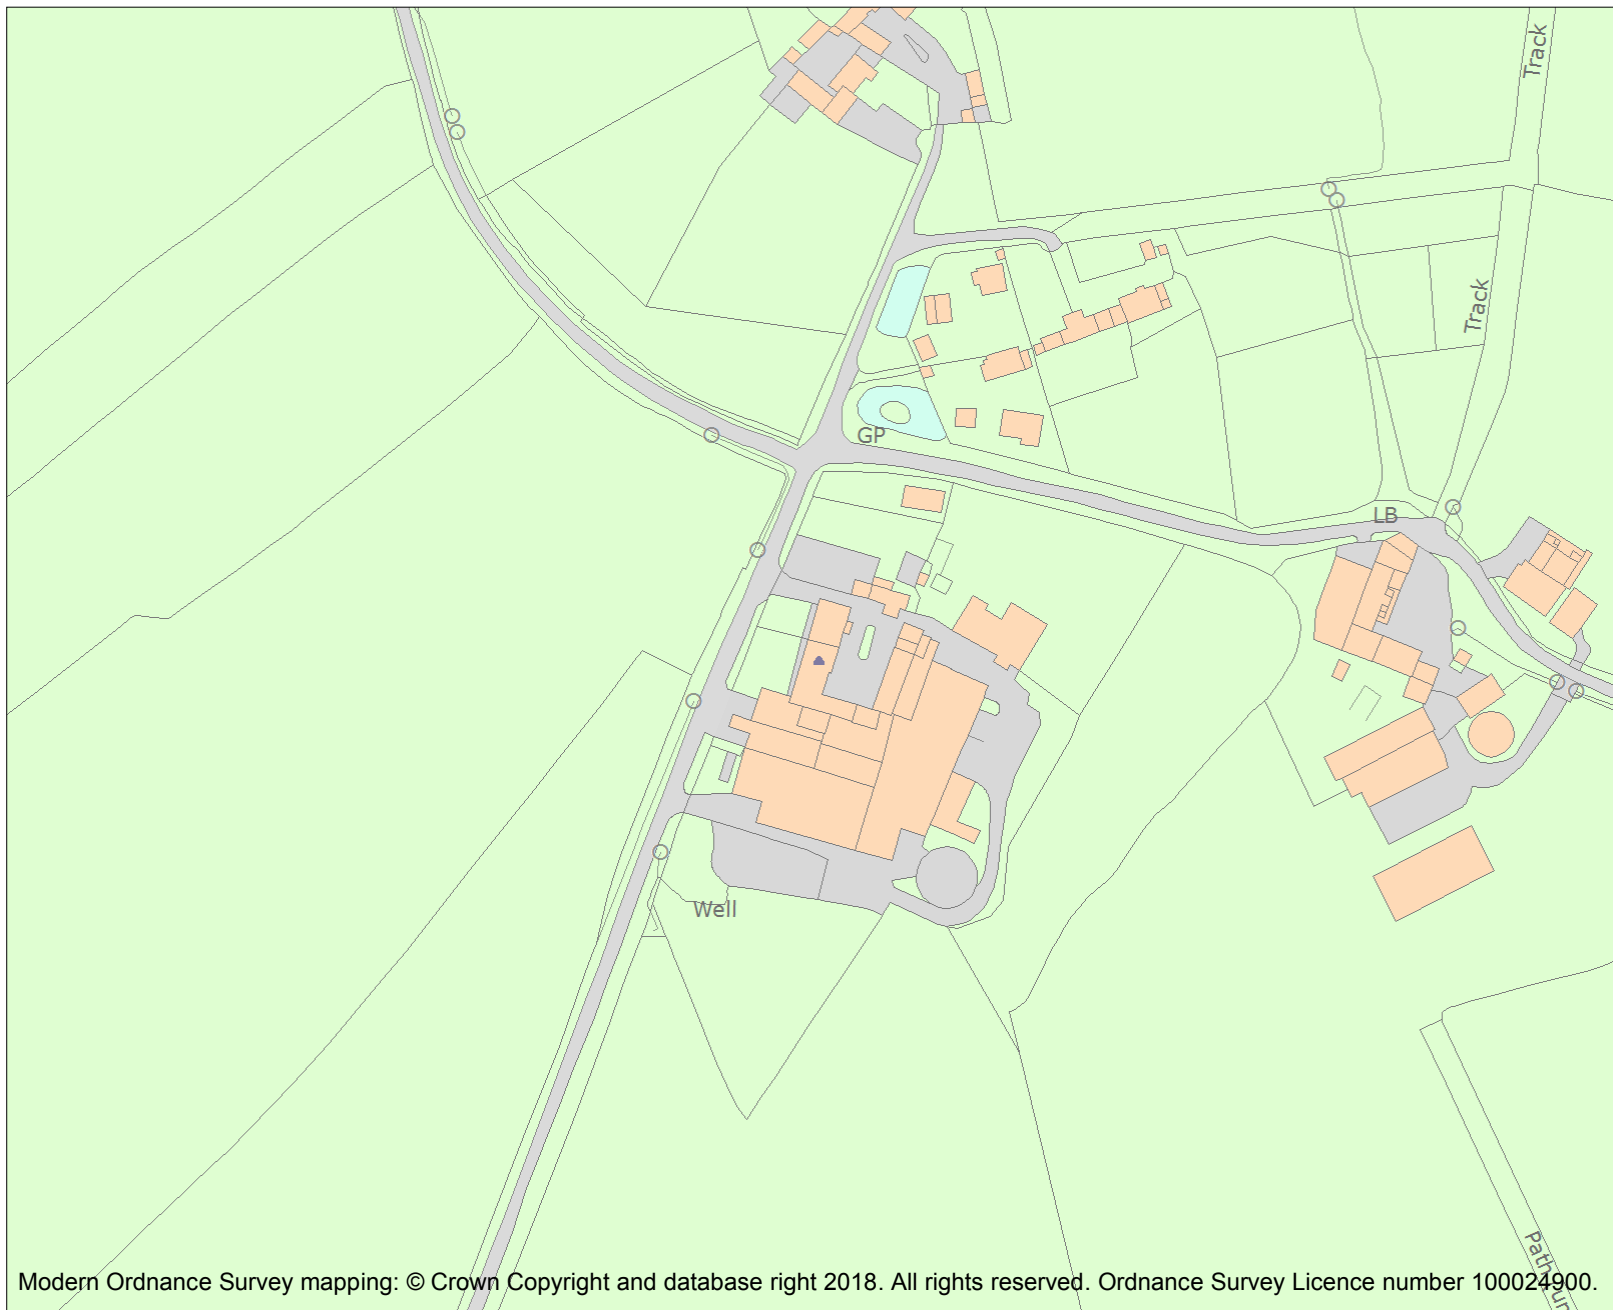 Track
Track
GP
LB
Well
Path
Modern Ordnance Survey mapping: © Crown Copyright and database right 2018. All rights reserved. Ordnance Survey Licence number 100024900.